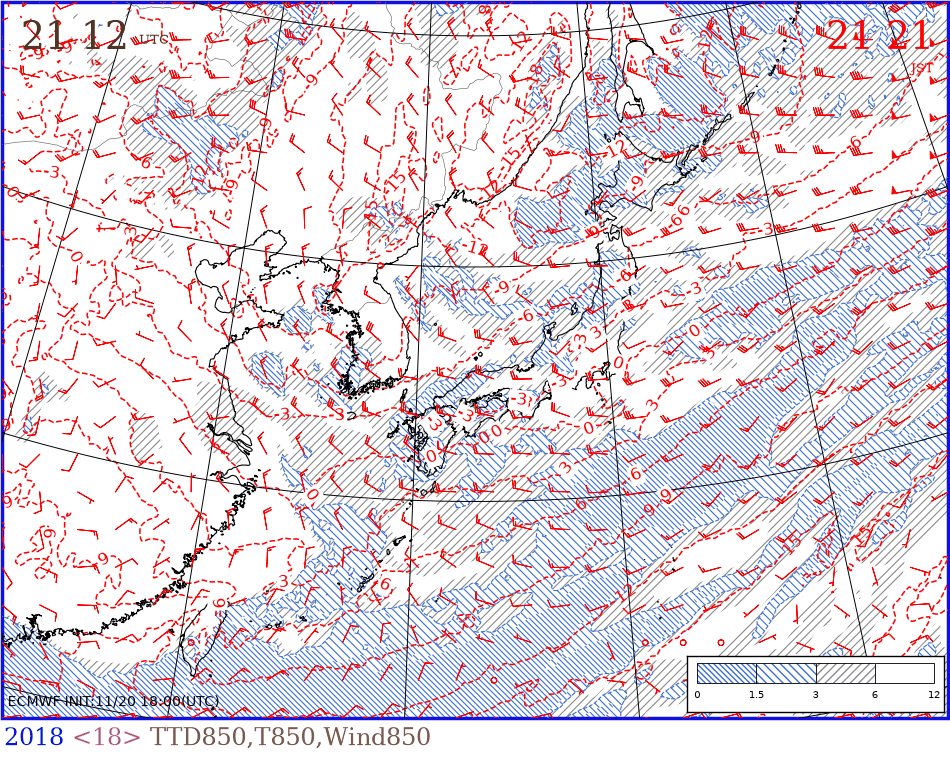 21 12 UTC
21 21 JST
0 1.5 3 6 12
ECMWF INIT:11/20 18:00(UTC)
2018 <18> TTD850,T850,Wind850